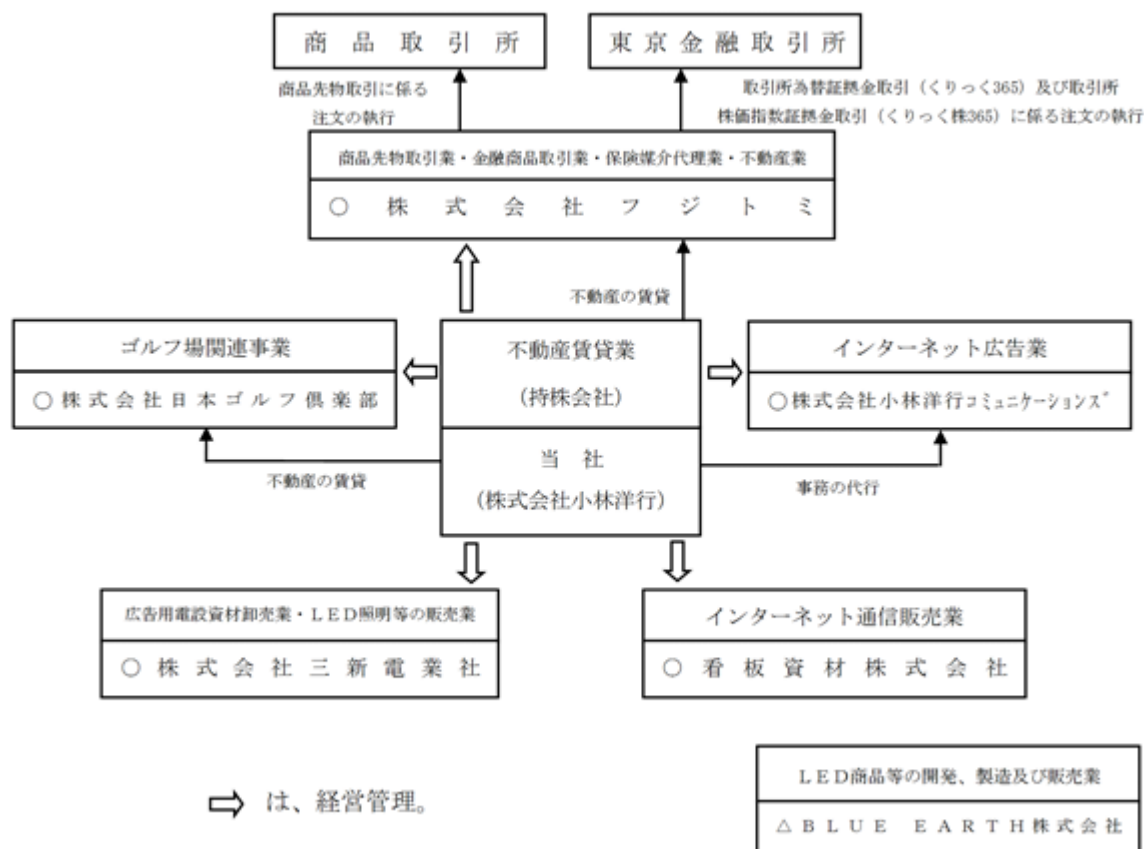 商品取引所
東京金融取引所
商品先物取引に係る
注文の執行
取引所為替証拠金取引（くりっく365）及び取引所
株価指数証拠金取引（くりっく株365）に係る注文の執行
商品先物取引業・金融商品取引業・保険媒介代理業・不動産業
○株式会社フジトミ
不動産の賃貸
ゴルフ場関連事業
○株式会社日本ゴルフ倶楽部
不動産の賃貸
不動産賃貸業
(持株会社)
当社
(株式会社小林洋行)
インターネット広告業
○株式会社小林洋行ｺﾐｭﾆｹｰｼｮﾝｽﾞ
事務の代行
広告用電設資材卸売業・ＬＥＤ照明等の販売業
○株式会社三新電業社
インターネット通信販売業
○看板資材株式会社
は、経営管理。
ＬＥＤ商品等の開発、製造及び販売業
△ＢＬＵＥ ＥＡＲＴＨ株式会社